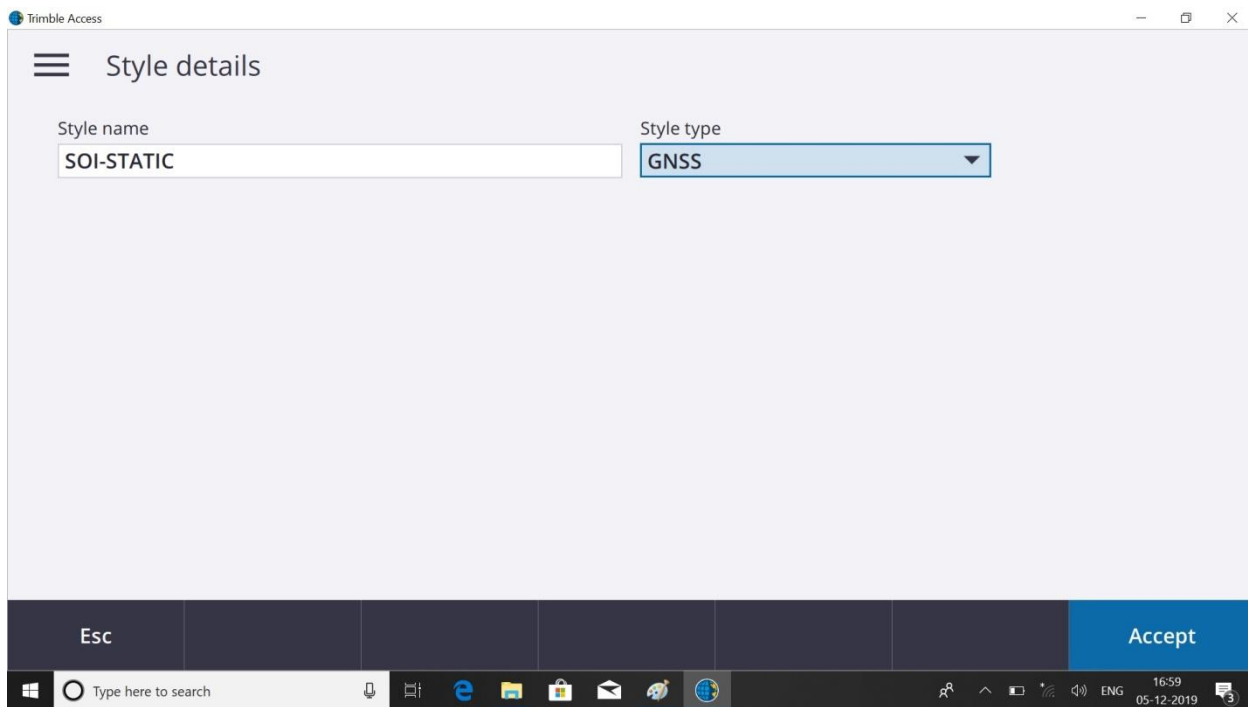 Trimble Access
Style details
Style name
Style type
SOI-STATIC
GNSS
Esc
Accept
Type here to search
ENG
16:59
05-12-2019
3